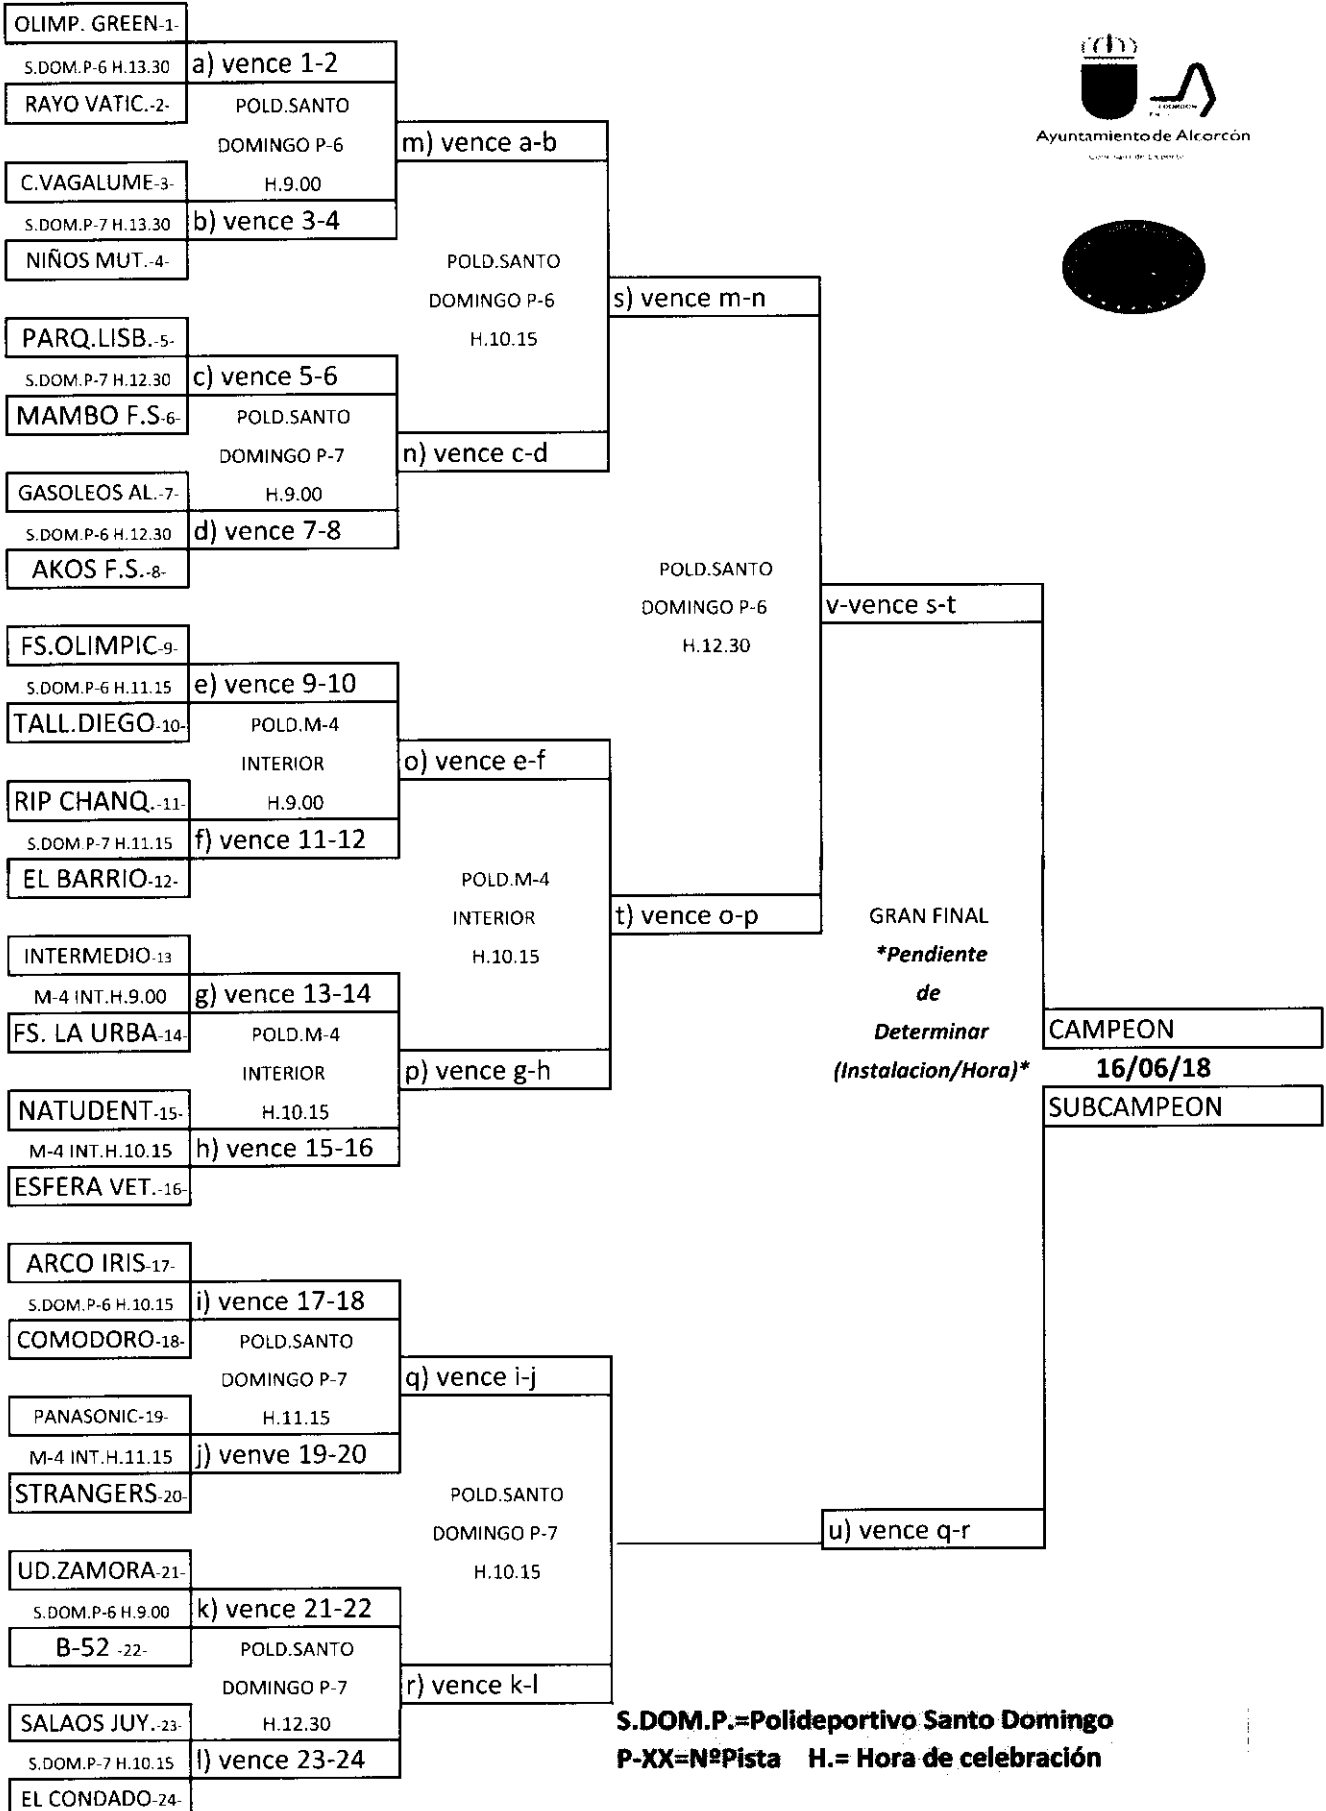 OLIMP. GREEN-1-
S.DOM.P-6 H.13.30
a) vence 1-2
RAYO VATIC.-2-
POLD.SANTO
DOMINGO P-6
H.9.00
m) vence a-b
C.VAGALUME-3-
S.DOM.P-7 H.13.30
b) vence 3-4
NIÑOS MUT.-4-
POLD.SANTO
DOMINGO P-6
H.10.15
s) vence m-n
PARQ.LISB.-5-
S.DOM.P-7 H.12.30
c) vence 5-6
MAMBO F.S-6-
POLD.SANTO
DOMINGO P-7
H.9.00
n) vence c-d
GASOLEOS AL.-7-
S.DOM.P-6 H.12.30
d) vence 7-8
AKOS F.S.-8-
POLD.SANTO
DOMINGO P-6
H.12.30
v-vence s-t
FS.OLIMPIC-9-
S.DOM.P-6 H.11.15
e) vence 9-10
TALL.DIEGO-10-
POLD.M-4
INTERIOR
H.9.00
o) vence e-f
RIP CHANQ.-11-
S.DOM.P-7 H.11.15
f) vence 11-12
EL BARRIO-12-
POLD.M-4
INTERIOR
H.10.15
t) vence o-p
INTERMEDIO-13
M-4 INT.H.9.00
g) vence 13-14
FS. LA URBA-14-
POLD.M-4
INTERIOR
H.10.15
p) vence g-h
NATUDENT-15-
M-4 INT.H.10.15
h) vence 15-16
ESFERA VET.-16-
GRAN FINAL
*Pendiente
de
Determinar
(Instalacion/Hora)*
CAMPEON
16/06/18
SUBCAMPEON
ARCO IRIS-17-
S.DOM.P-6 H.10.15
i) vence 17-18
COMODORO-18-
POLD.SANTO
DOMINGO P-7
H.11.15
q) vence i-j
PANASONIC-19-
M-4 INT.H.11.15
j) venve 19-20
STRANGERS-20-
POLD.SANTO
DOMINGO P-7
H.10.15
u) vence q-r
UD.ZAMORA-21-
S.DOM.P-6 H.9.00
k) vence 21-22
B-52 -22-
POLD.SANTO
DOMINGO P-7
H.12.30
r) vence k-l
SALAOS JUY.-23-
S.DOM.P-7 H.10.15
l) vence 23-24
EL CONDADO-24-
S.DOM.P.=Polideportivo Santo Domingo
P-XX=NºPista H.= Hora de celebración
Ayuntamiento de Alcorcón